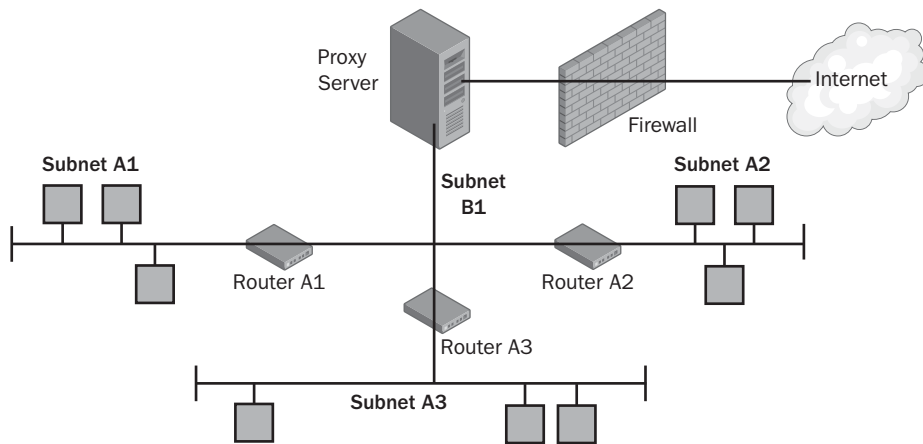 Proxy
Server
Internet
Firewall
Subnet A1
Subnet
B1
Subnet A2
Router A1
Router A2
Router A3
Subnet A3